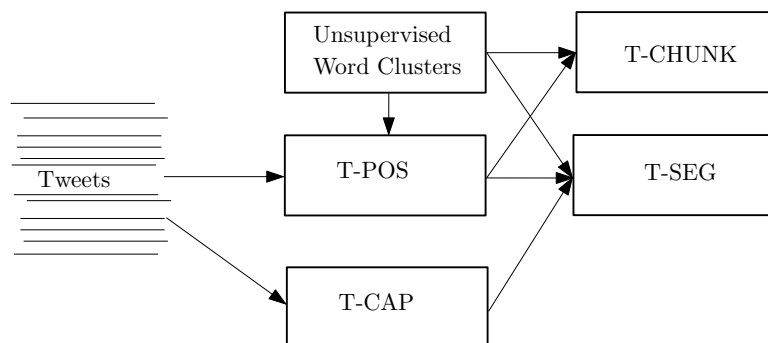 Unsupervised
Word Clusters
T-CHUNK
Tweets
T-POS
T-SEG
T-CAP